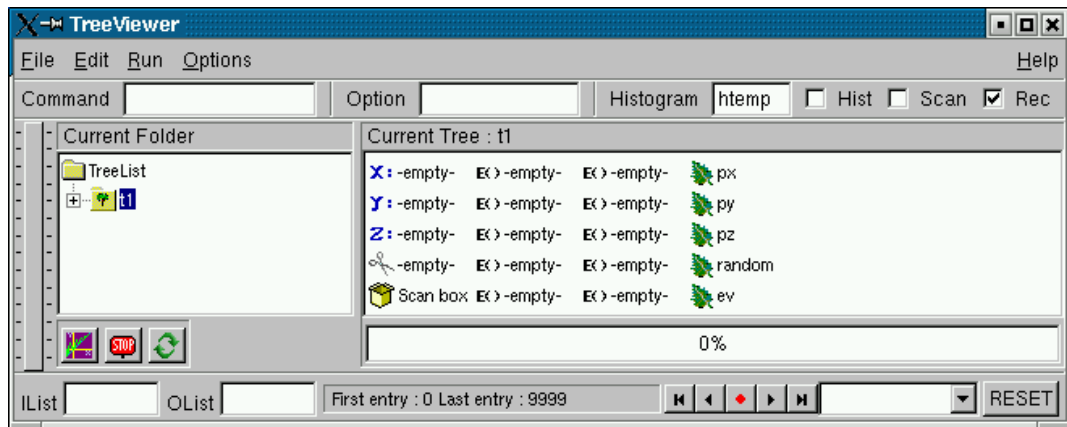 TreeViewer
File Edit Run Options Help
Command Option Histogram htemp Hist Scan Rec
Current Folder
TreeList
t1
Current Tree : t1
X: -empty- E() -empty- E() -empty- px
Y: -empty- E() -empty- E() -empty- py
Z: -empty- E() -empty- E() -empty- pz
-empty- E() -empty- E() -empty- random
Scan box E() -empty- E() -empty- ev
STOP
0%
IList OList First entry : 0 Last entry : 9999 RESET